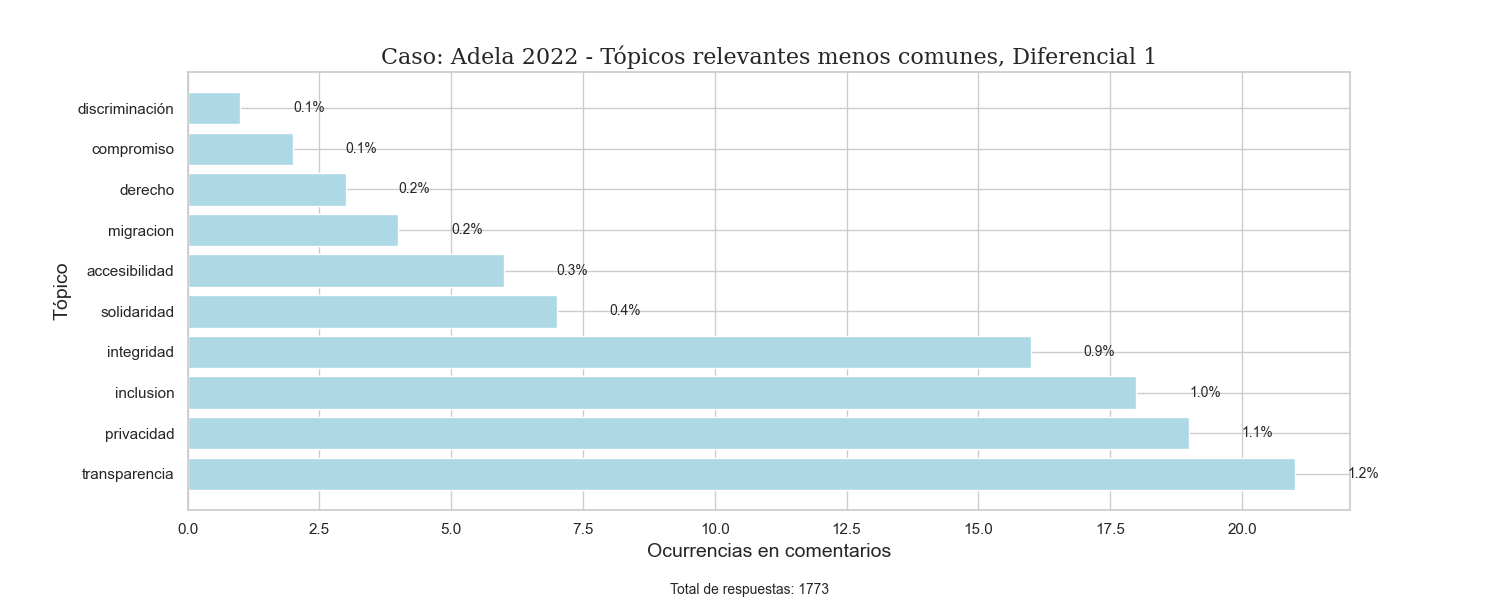 Caso: Adela 2022 - Tópicos relevantes menos comunes, Diferencial 1
Tópico
discriminación 0.1%
compromiso 0.1%
derecho 0.2%
migracion 0.2%
accesibilidad 0.3%
solidaridad 0.4%
integridad 0.9%
inclusion 1.0%
privacidad 1.1%
transparencia 1.2%
0.0 2.5 5.0 7.5 10.0 12.5 15.0 17.5 20.0
Ocurrencias en comentarios
Total de respuestas: 1773